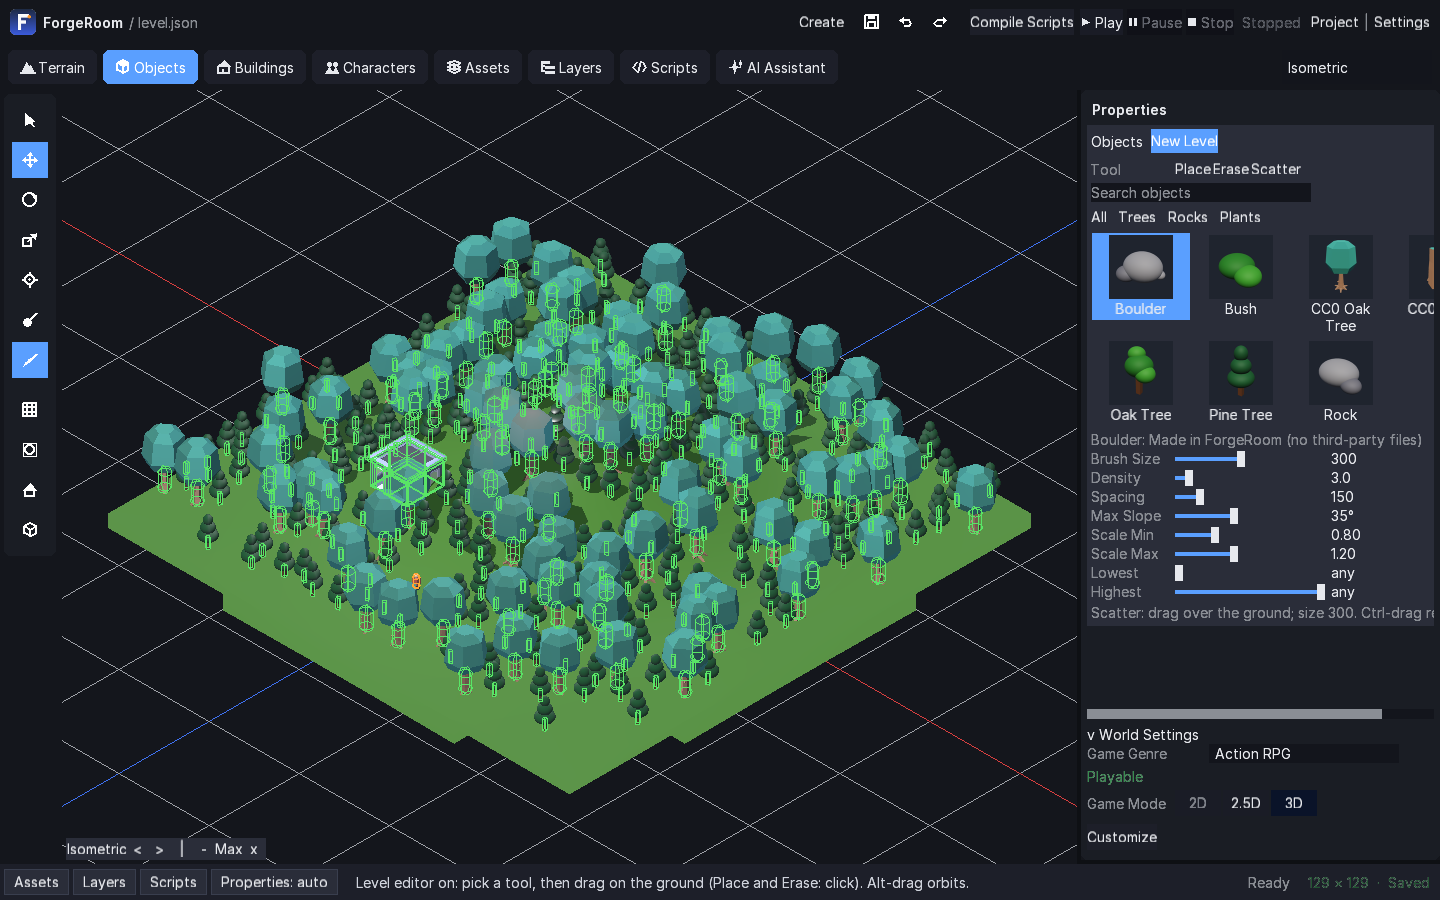 ForgeRoom / level.json
Create
Compile Scripts Play Pause Stop Stopped Project | Settings
Terrain Objects Buildings Characters Assets Layers Scripts AI Assistant
Isometric
Properties
Objects New Level
Tool Place Erase Scatter
Search objects
All Trees Rocks Plants
Boulder Bush CC0 Oak Tree CC0
Oak Tree Pine Tree Rock
Boulder: Made in ForgeRoom (no third-party files)
Brush Size 300
Density 3.0
Spacing 150
Max Slope 35°
Scale Min 0.80
Scale Max 1.20
Lowest any
Highest any
Scatter: drag over the ground; size 300. Ctrl-drag re
v World Settings
Game Genre Action RPG
Playable
Game Mode 2D 2.5D 3D
Customize
Isometric < > | - Max x
Assets Layers Scripts Properties: auto
Level editor on: pick a tool, then drag on the ground (Place and Erase: click). Alt-drag orbits.
Ready 129 × 129 · Saved